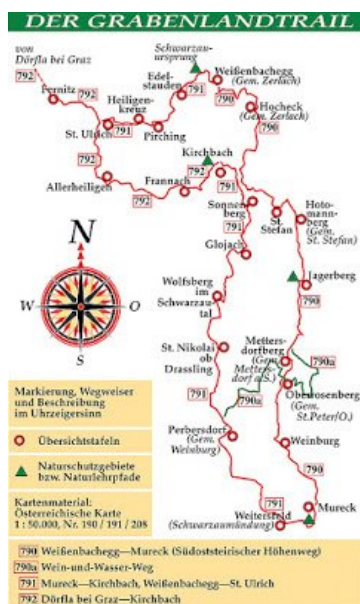 DER GRABENLANDTRAIL
von
Dörfla bei Graz
792
792
Pernitz
Schwarzau-
ursprung
Edel-
stauden
791
Weißenbachegg
(Gem. Zerlach)
790
Hocheck
(Gem.
Zerlach)
790
Heiligen-
kreuz
St. Ulrich
791
Pirching
792
Kirchbach
792
791
Allerheiligen
Frannach
792
Sonnen-
berg
791
St.
Stefan
Hoto-
mann-
berg
(Gem.
St. Stefan)
Glojach
N
W
O
S
Jagerberg
790
Wolfsberg
im
Schwarzau-
tal
St. Nikolai
ob
Drassling
Metters-
dorfberg
(Gem.
Metters-
dorf a.S.)
790a
790a
Oberrosenberg
(Gem.
St.Peter/O.)
791
Perbersdorf
(Gem.
Weinburg)
Weinburg
790
791
Mureck
Weitersfeld
(Schwarzaumündung)
Markierung, Wegweiser
und Beschreibung
im Uhrzeigersinn
Übersichtstafeln
Naturschutzgebiete
bzw. Naturlehrpfade
Kartenmaterial:
Österreichische Karte
1 : 50.000, Nr. 190 / 191 / 208
790 Weißenbachegg—Mureck (Südoststeirischer Höhenweg)
790a Wein-und-Wasser-Weg
791 Mureck—Kirchbach, Weißenbachegg—St. Ulrich
792 Dörfla bei Graz—Kirchbach